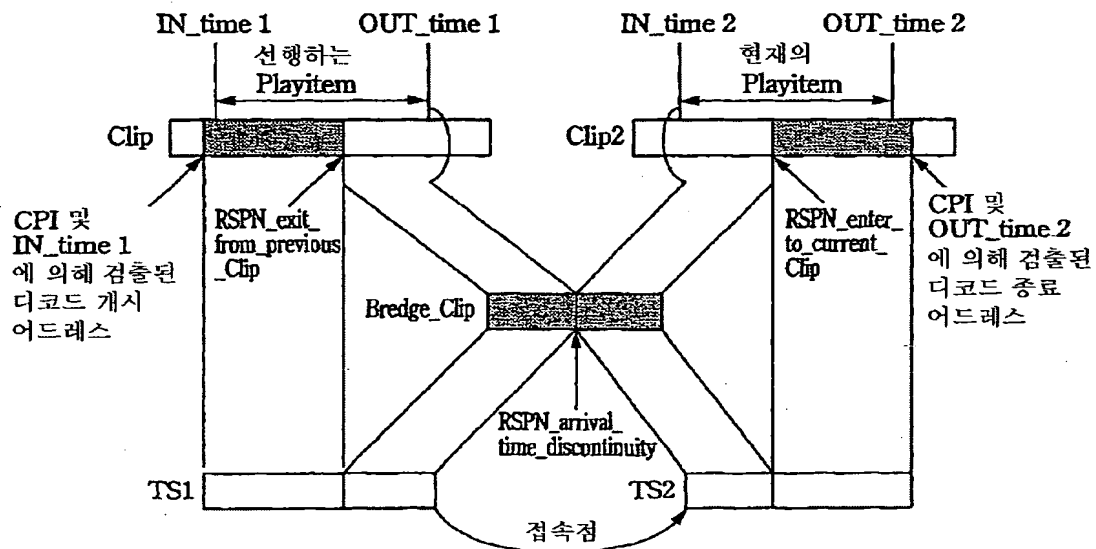 IN_time 1
OUT_time 1
IN_time 2
OUT_time 2
선행하는
Playitem
현재의
Playitem
Clip
Clip2
CPI 및
IN_time 1
에 의혜 검출된
디코드 개시
어드레스
RSPN_exit_
from_previous
_Clip
RSPN_enter_
to_current_
Clip
CPI 및
OUT_time.2
에 의해 검출된
디코드 종료
어드레스
Bredge_Clip
RSPN_arrival_
time_discontinuity
TS1
TS2
접속점